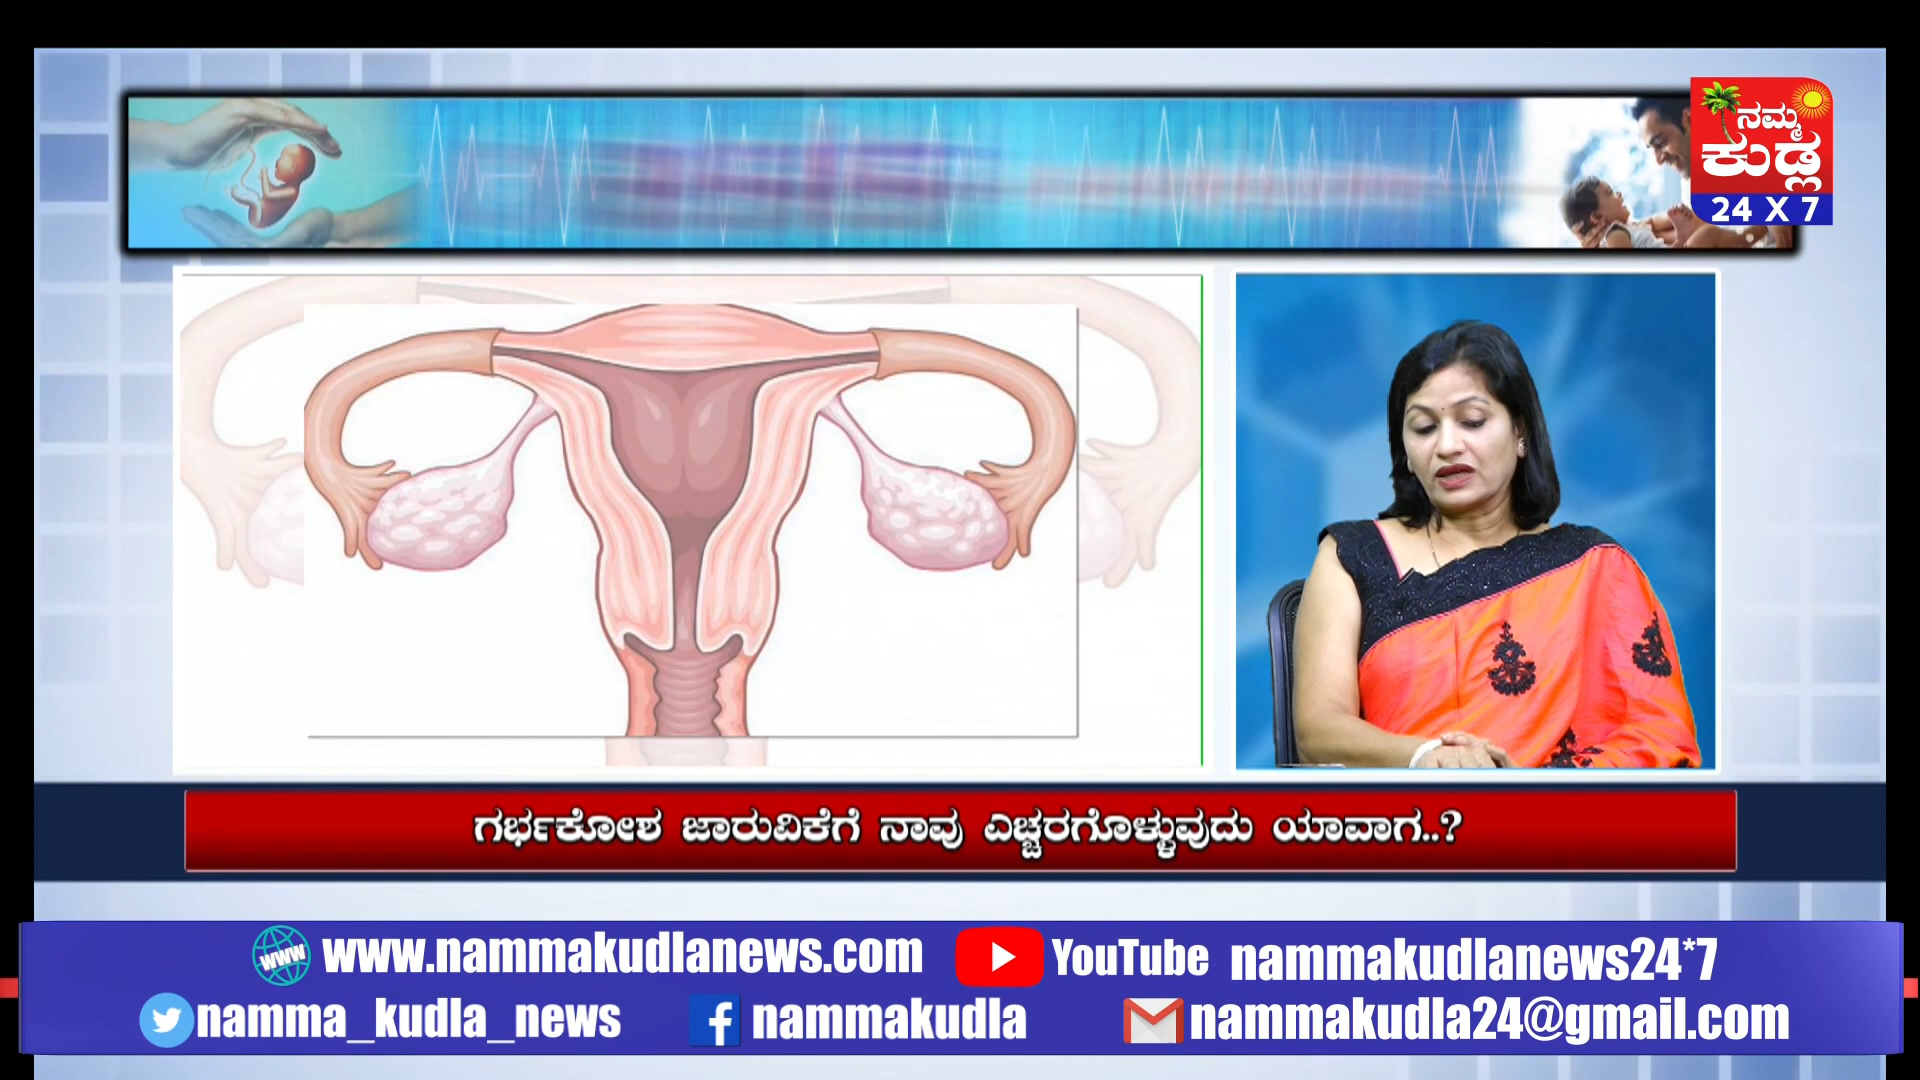 ನಮ್ಮ
ಕುಡ್ಲ
24 X 7
ಗರ್ಭಕೋಶ ಜಾರುವಿಕೆಗೆ ನಾವು ಎಚ್ಚರಗೊಳ್ಳುವುದು ಯಾವಾಗ..?
www www.nammakudlanews.com YouTube nammakudlanews24*7
namma_kudla_news f nammakudla nammakudla24@gmail.com